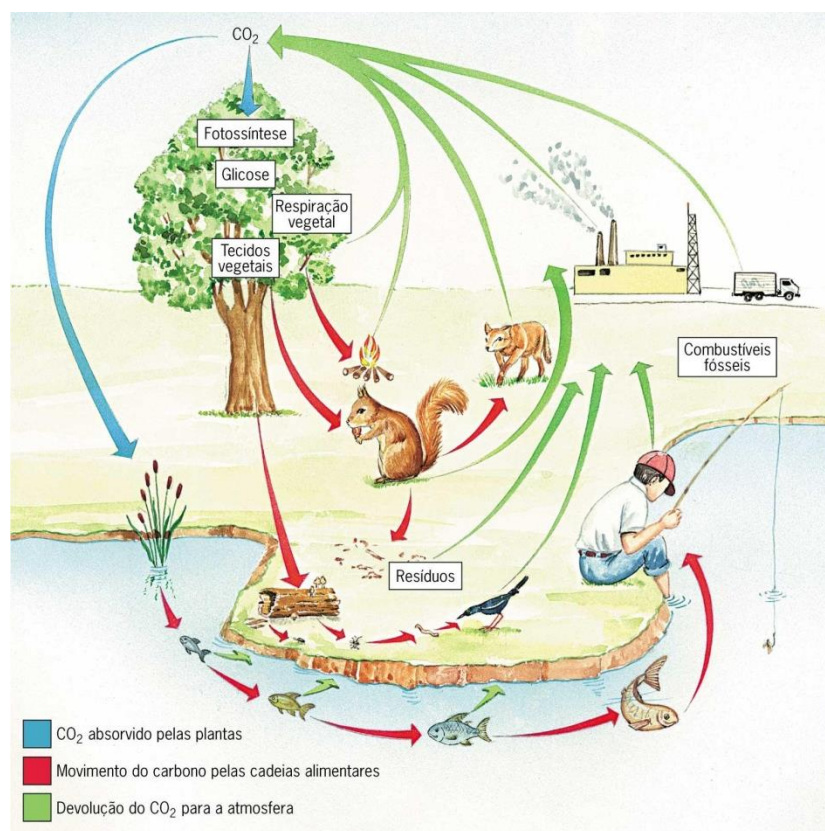 CO₂
Fotossíntese
Glicose
Respiração
vegetal
Tecidos
vegetais
Combustíveis
fósseis
Resíduos
CO₂ absorvido pelas plantas
Movimento do carbono pelas cadeias alimentares
Devolução do CO₂ para a atmosfera